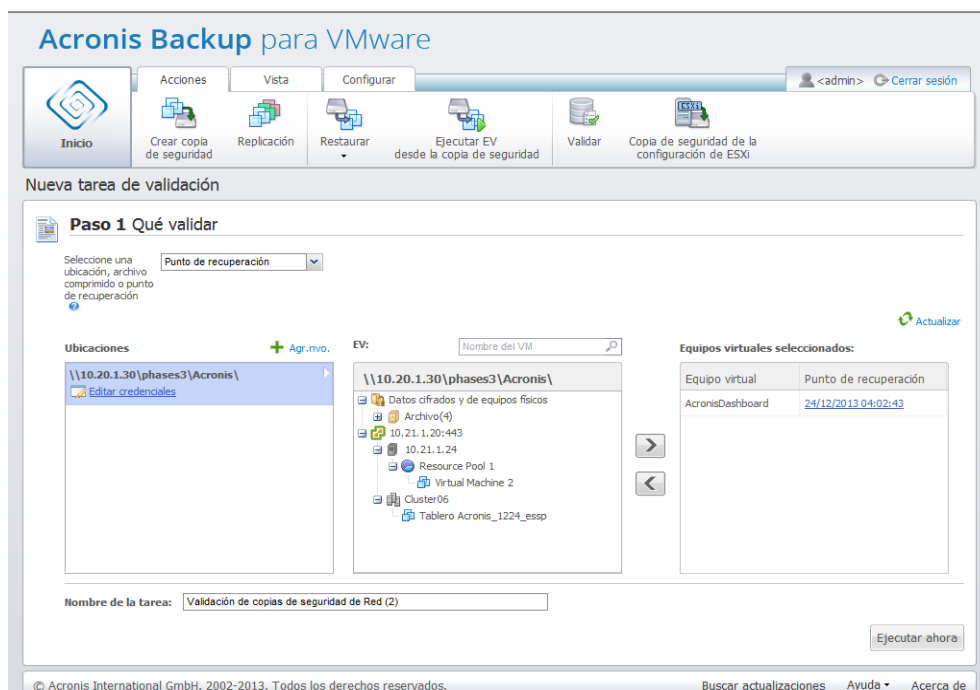 Acronis Backup para VMware
Acciones
Vista
Configurar
<admin>
Cerrar sesión
Inicio
Crear copia
de seguridad
Replicación
Restaurar
Ejecutar EV
desde la copia de seguridad
Validar
ESXi
Copia de seguridad de la
configuración de ESXi
Nueva tarea de validación
Paso 1 Qué validar
Seleccione una
ubicación, archivo
comprimido o punto
de recuperación
Punto de recuperación
Actualizar
Ubicaciones
Agr.nvo.
\\10.20.1.30\phases3\Acronis\
Editar credenciales
EV:
Nombre del VM
\\10.20.1.30\phases3\Acronis\
Datos cifrados y de equipos físicos
Archivo(4)
10.21.1.20:443
10.21.1.24
Resource Pool 1
Virtual Machine 2
Cluster06
Tablero Acronis_1224_essp
Equipos virtuales seleccionados:
Equipo virtual Punto de recuperación
AcronisDashboard 24/12/2013 04:02:43
Nombre de la tarea: Validación de copias de seguridad de Red (2)
Ejecutar ahora
© Acronis International GmbH, 2002-2013. Todos los derechos reservados.
Buscar actualizaciones Ayuda Acerca de